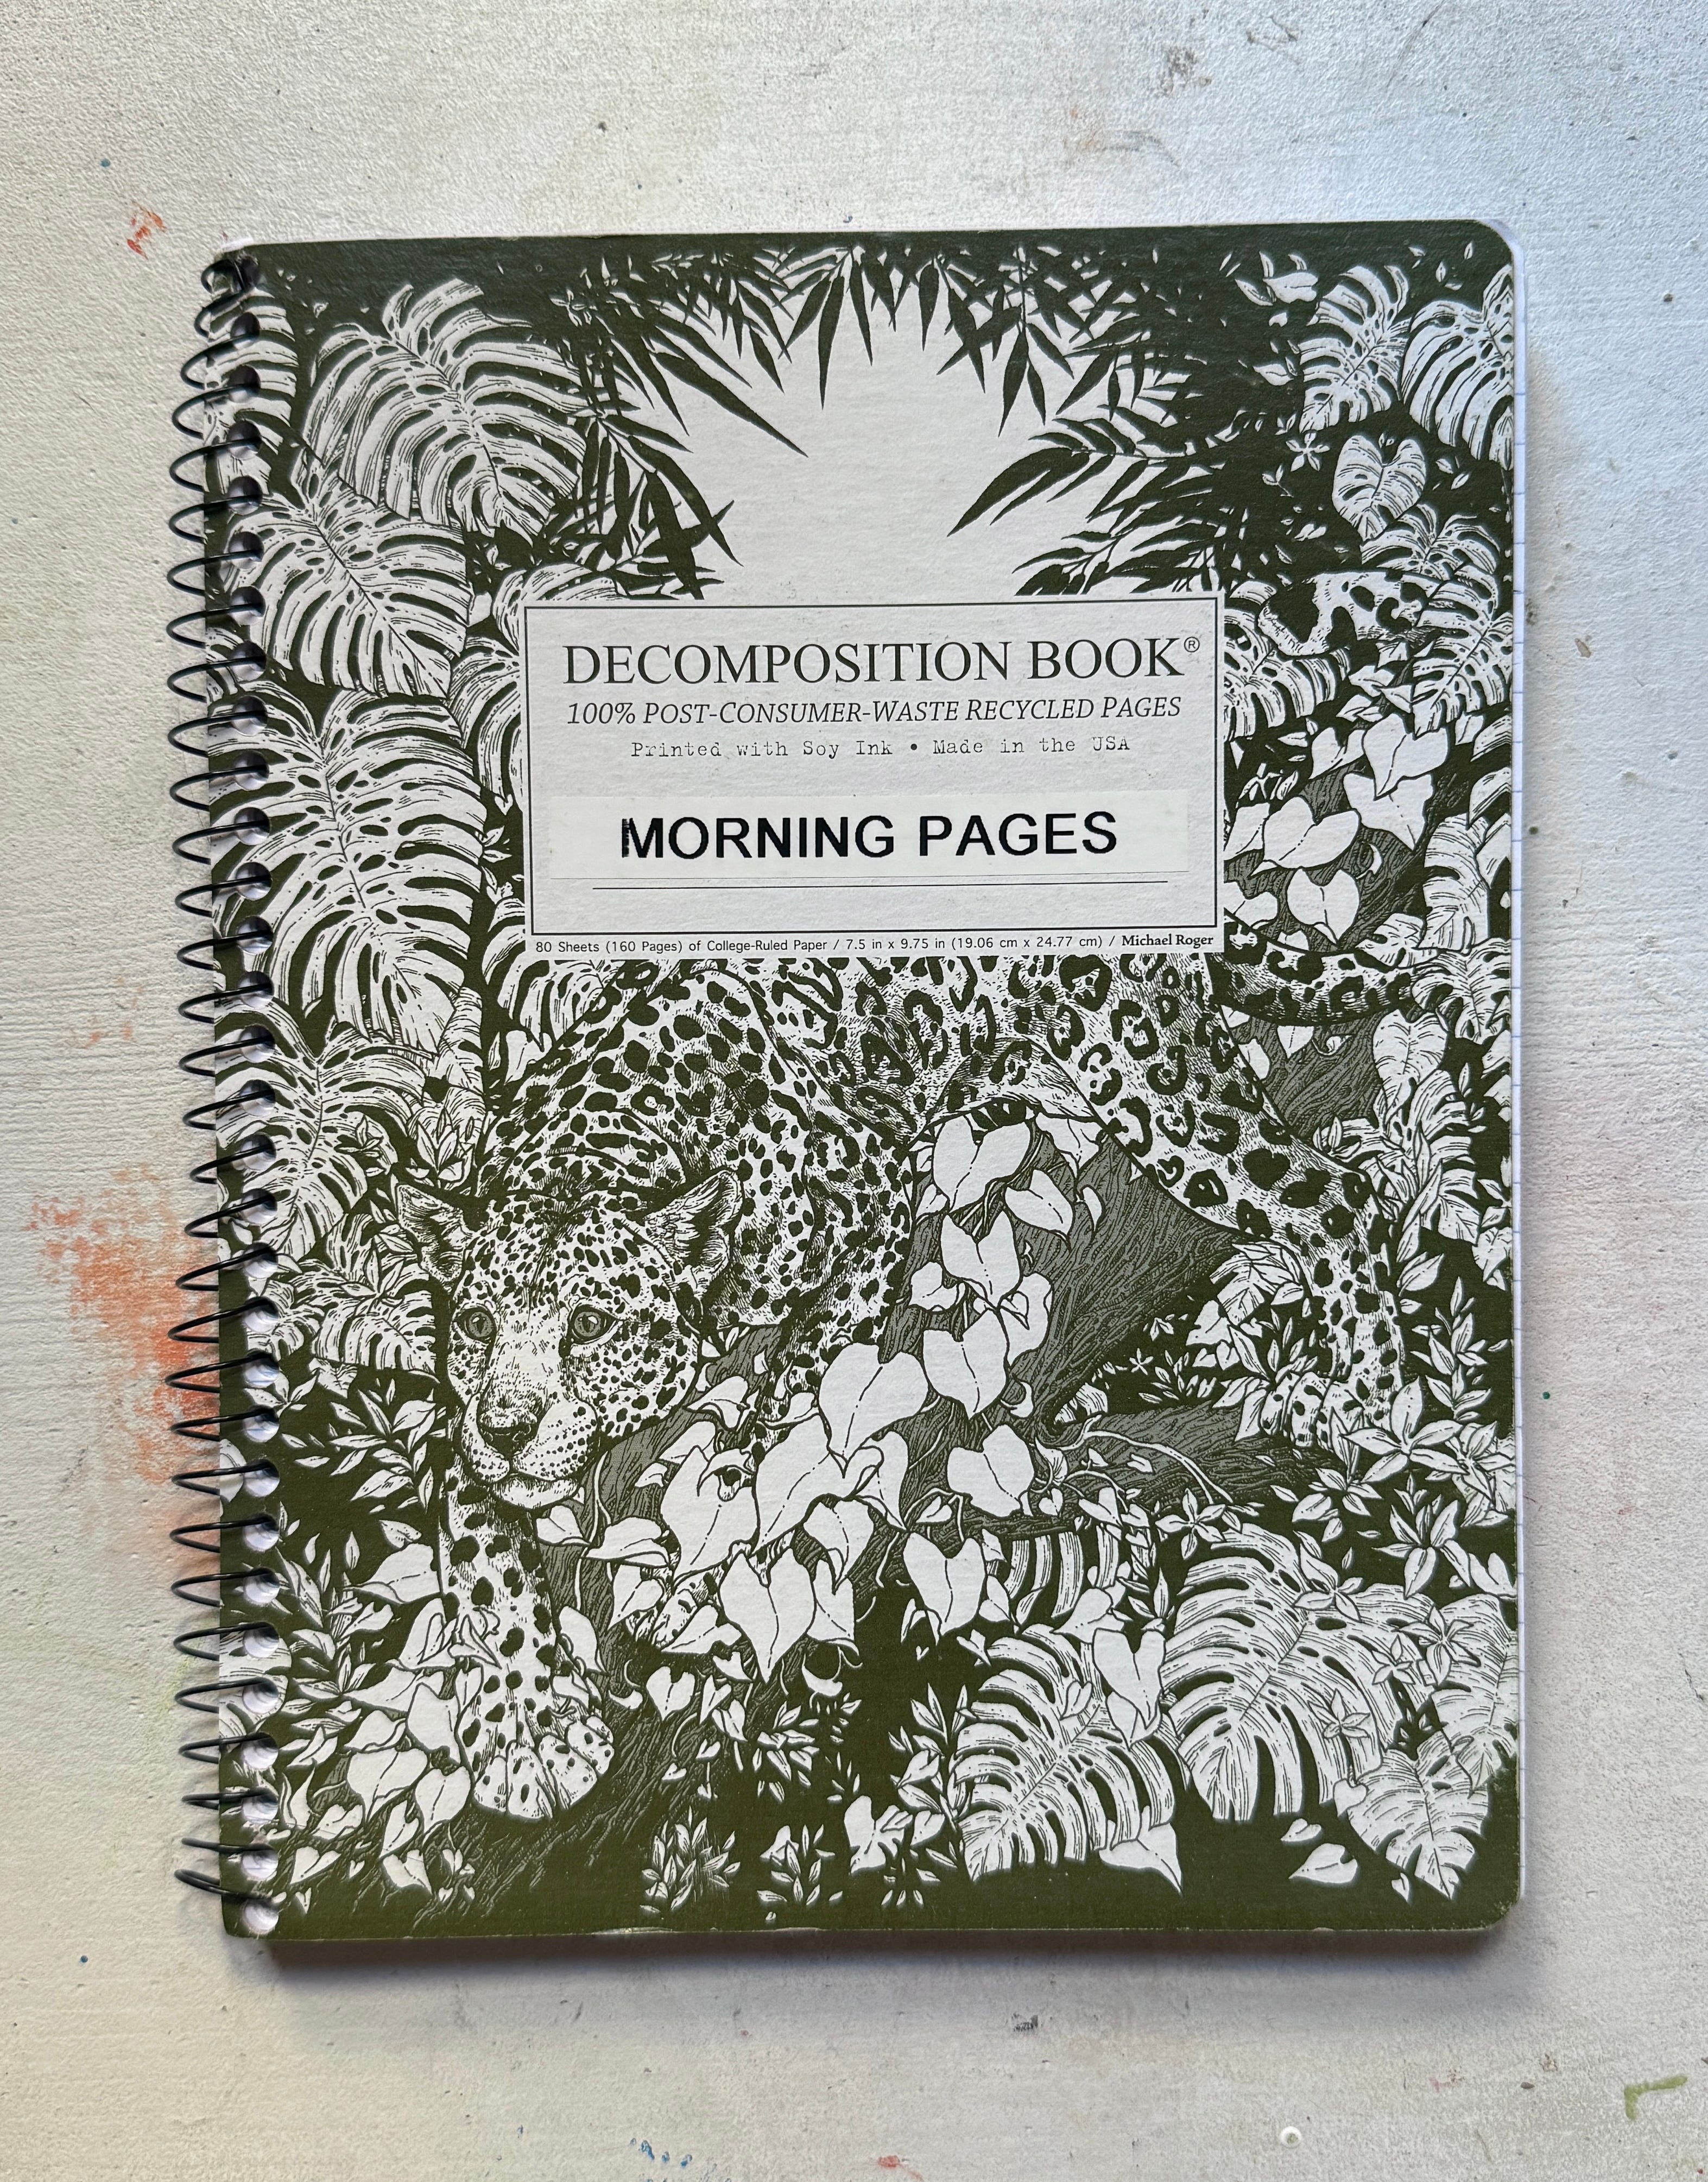 DECOMPOSITION BOOK®
100% POST-CONSUMER-WASTE RECYCLED PAGES
Printed with Soy Ink • Made in the USA
MORNING PAGES
80 Sheets (160 Pages) of College-Ruled Paper / 7.5 in x 9.75 in (19.06 cm x 24.77 cm) / Michael Roger